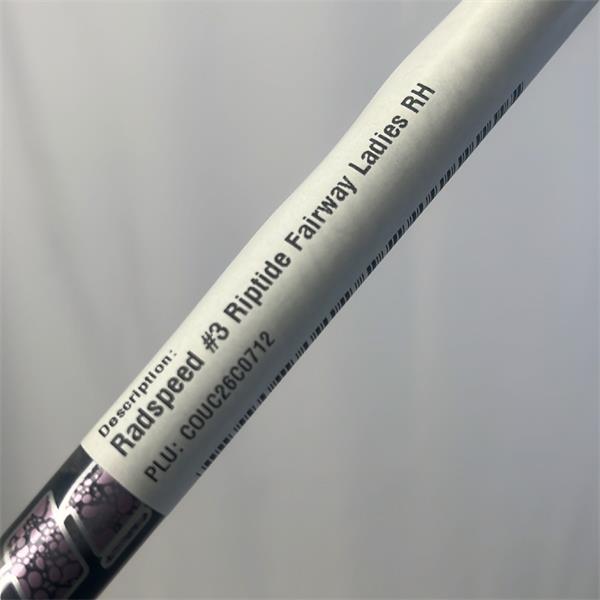 Description:
Radspeed #3 Riptide Fairway Ladies RH
PLU: COUC26C0712